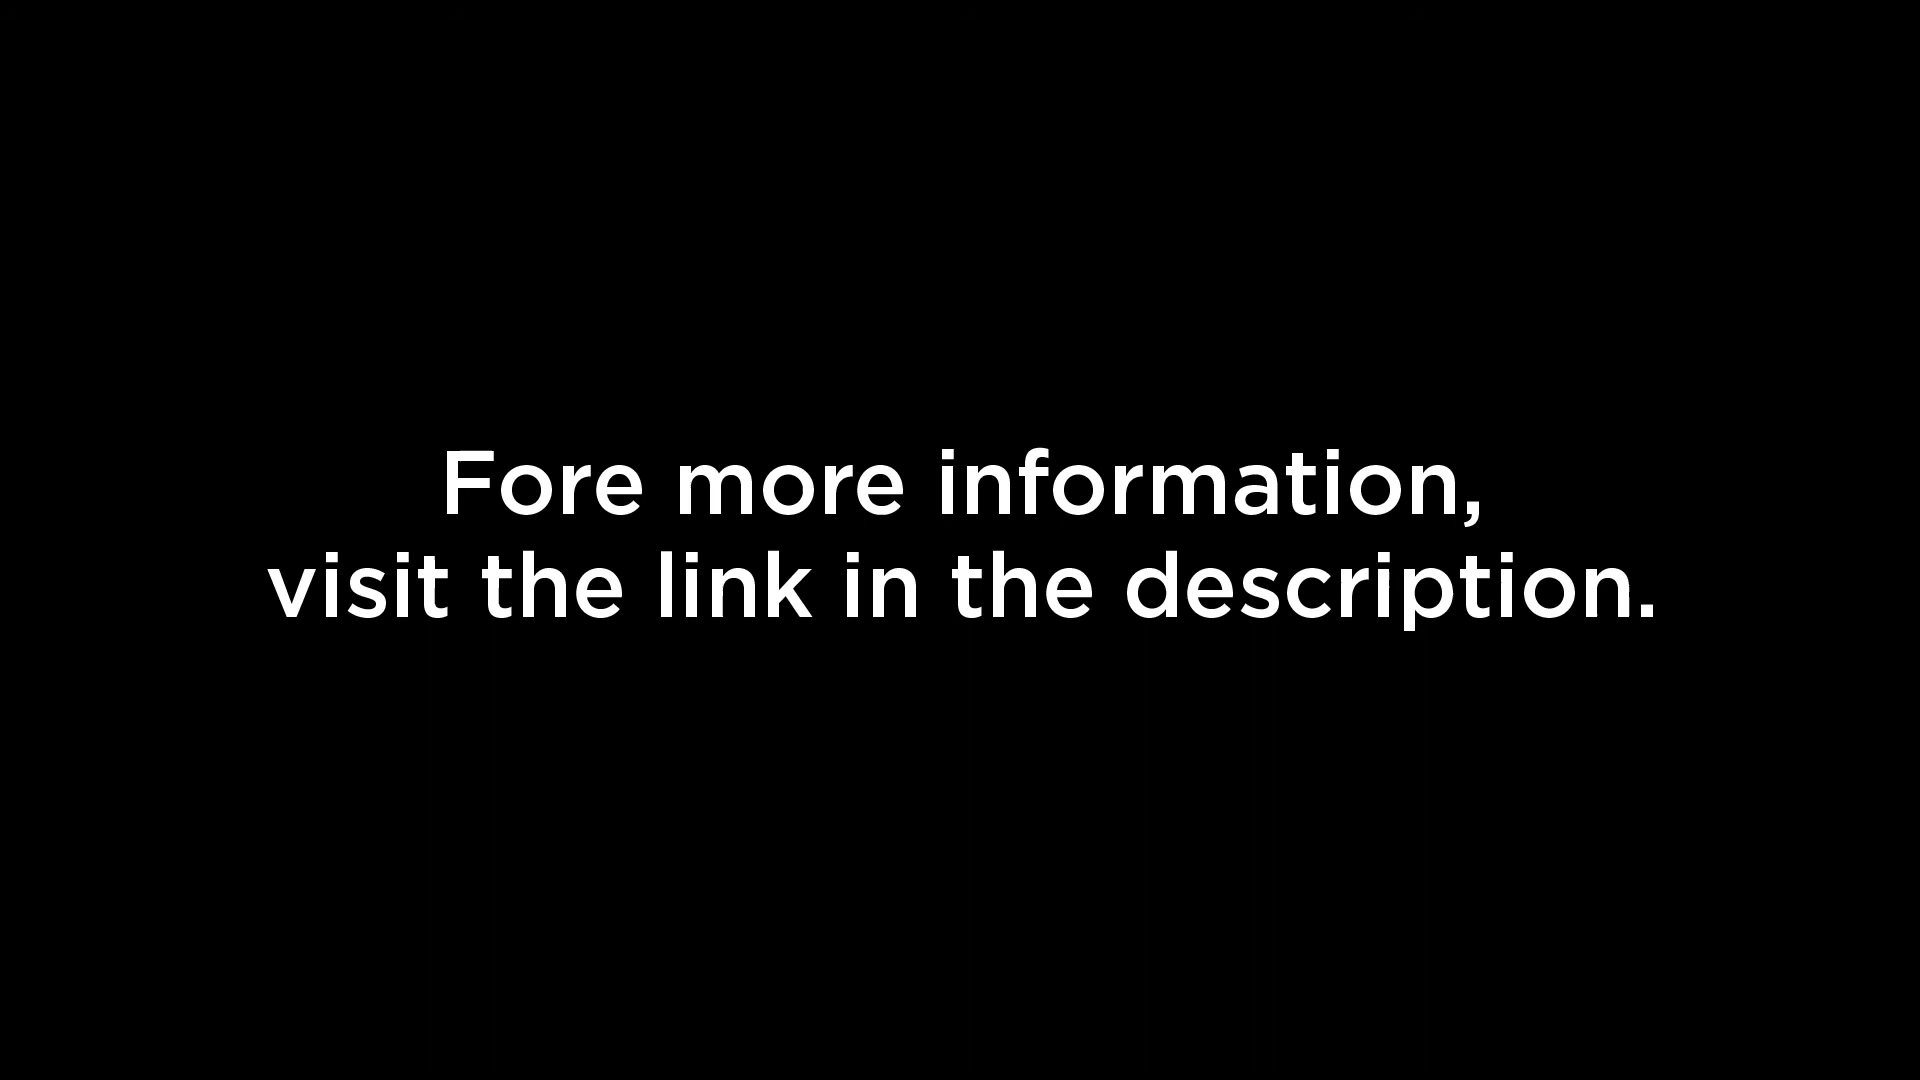 Fore more information,
visit the link in the description.